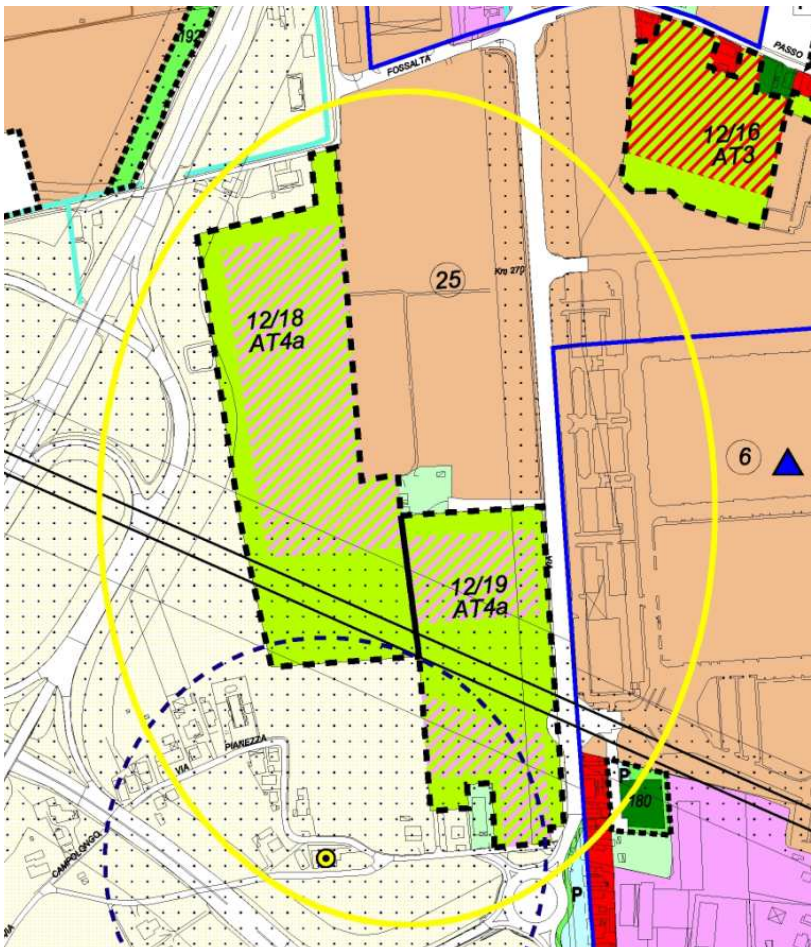 192
FOSSALTA
PASSO
12/16
AT3
25
Km 270
12/18
AT4a
6
12/19
AT4a
VIA
PIANEZZA
P
180
CAMPOLONGO
VIA
P